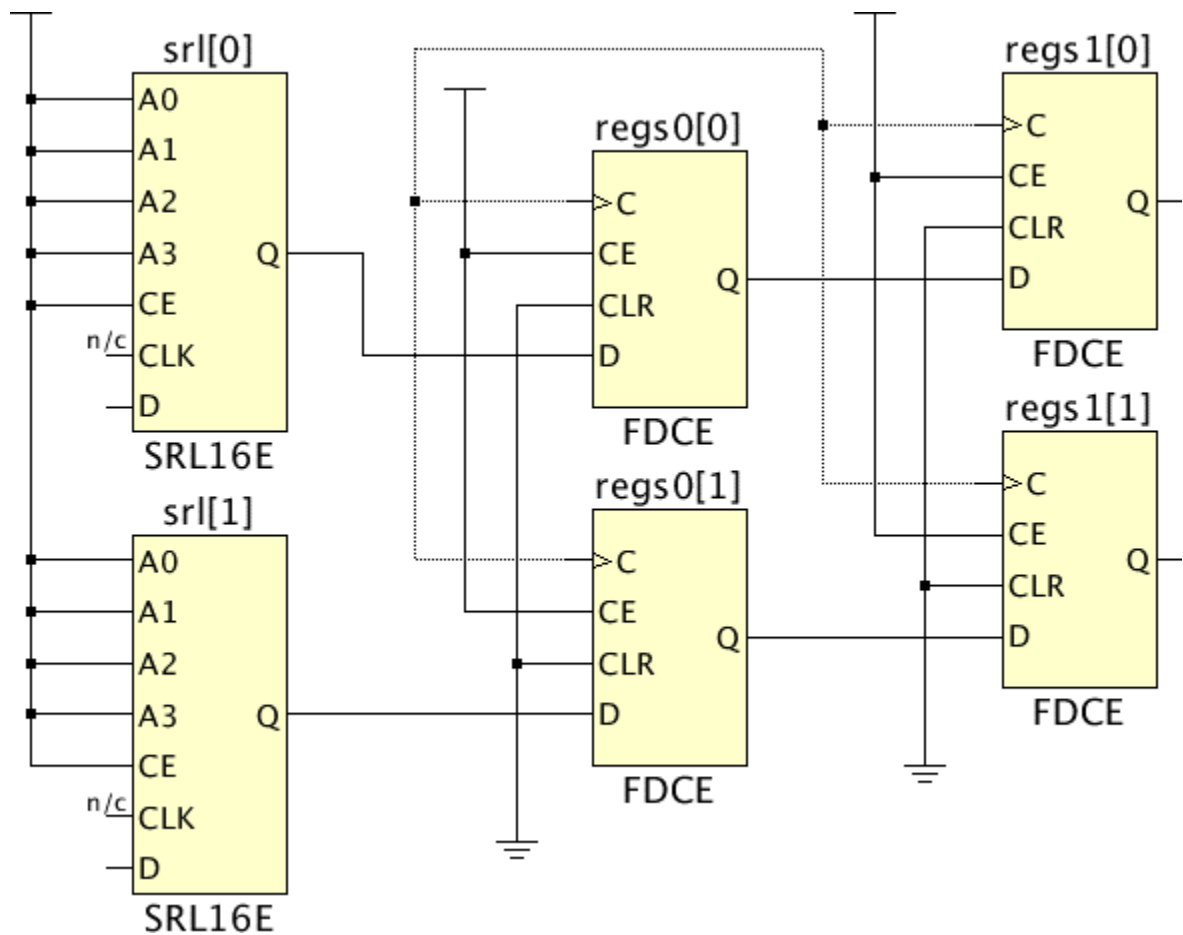 srl[0]
A0
A1
A2
A3
CE
n/c
CLK
D
Q
SRL16E
srl[1]
A0
A1
A2
A3
CE
n/c
CLK
D
Q
SRL16E
regs0[0]
C
CE
CLR
D
Q
FDCE
regs0[1]
C
CE
CLR
D
Q
FDCE
regs1[0]
C
CE
CLR
D
Q
FDCE
regs1[1]
C
CE
CLR
D
Q
FDCE